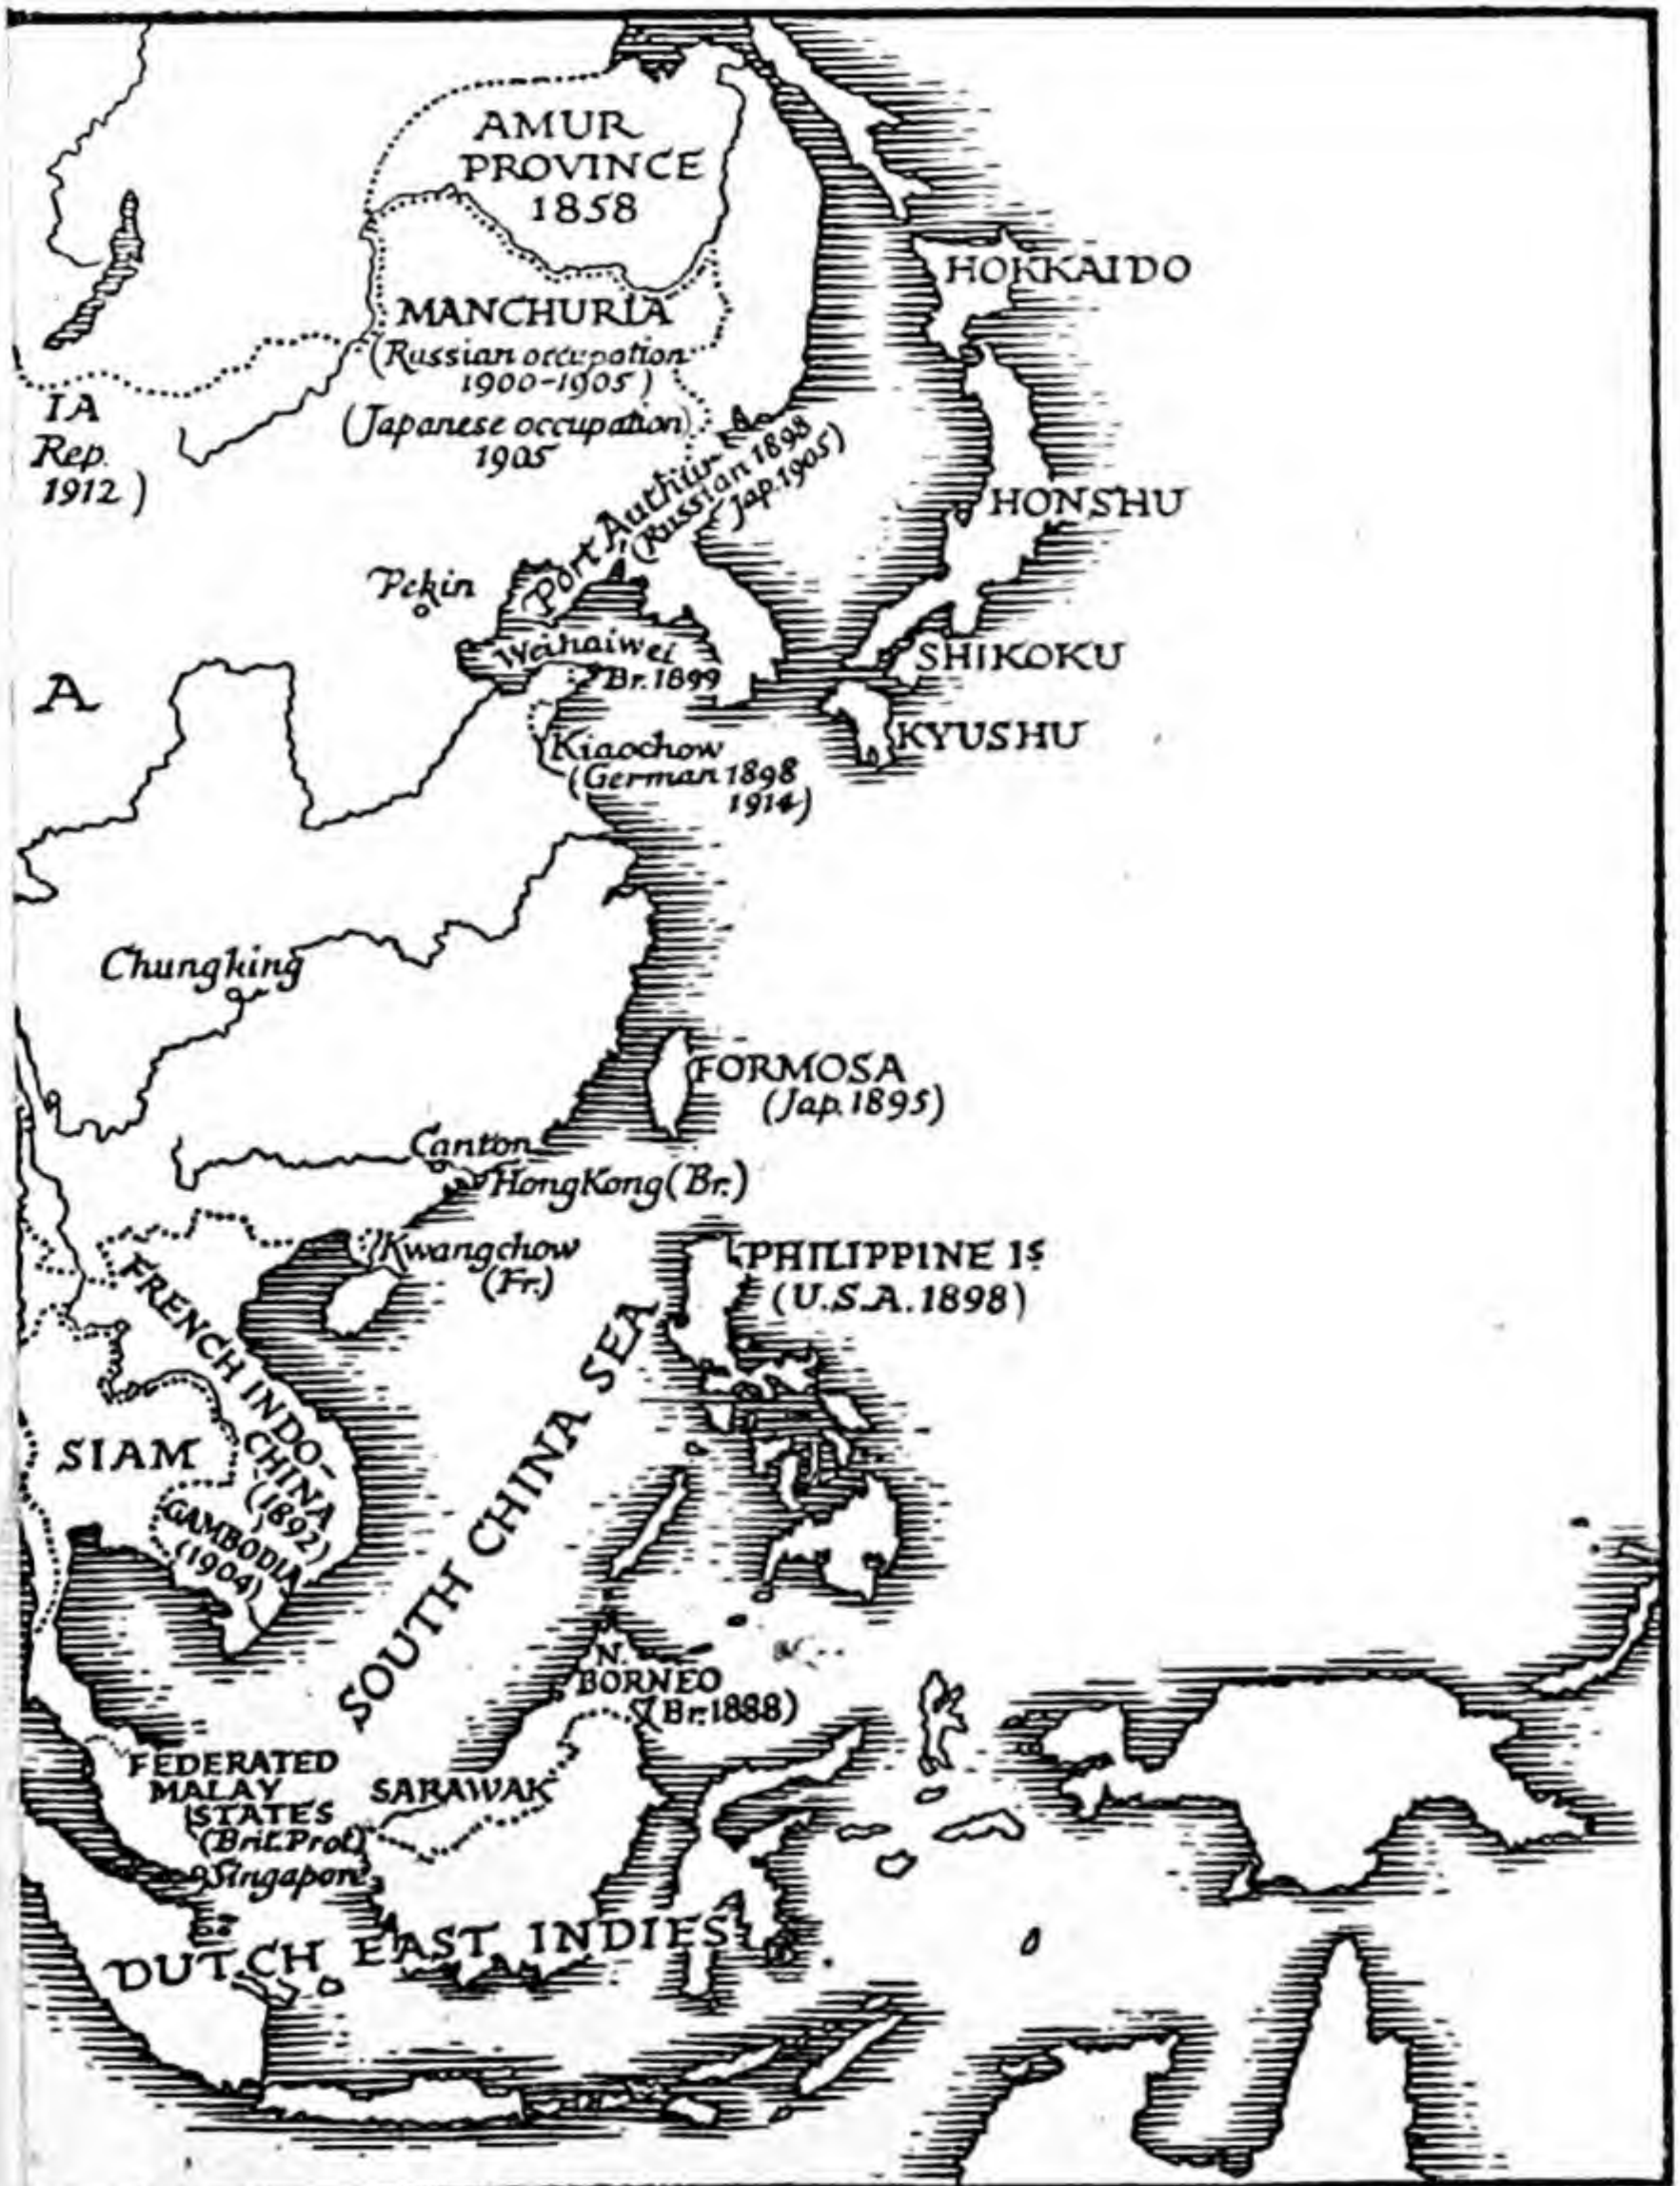 AMUR
PROVINCE
1858
HOKKAIDO
MANCHURIA
(Russian occupation
1900-1905)
IA
Rep.
1912)
(Japanese occupation)
1905
Port Authur
(Russian 1898
Jap. 1905)
HONSHU
Pekin
Weihaiwei
Br. 1899
SHIKOKU
A
KYUSHU
Kiaochow
(German 1898
1914)
Chungking
FORMOSA
(Jap. 1895)
Canton
HongKong (Br.)
Kwangchow
(Fr.)
PHILIPPINE Is
(U.S.A. 1898)
FRENCH INDO-
CHINA
(1892)
SIAM
CAMBODIA
(1904)
SOUTH CHINA SEA
N.
BORNEO
(Br. 1888)
FEDERATED
MALAY
STATES
(Brit. Prot.)
SARAWAK
Singapore
DUTCH EAST INDIES